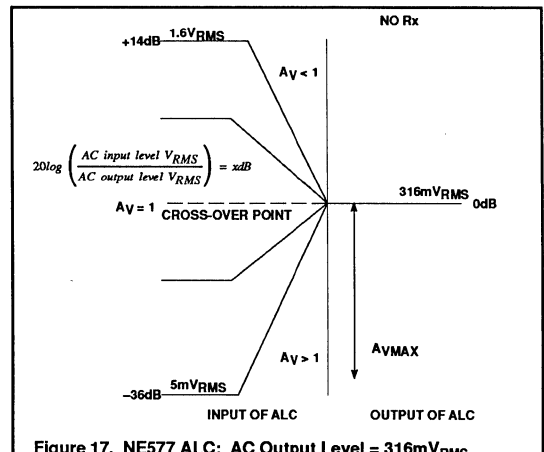 NO Rx
+14dB 1.6VRMS
AV < 1
20log (AC input level VRMS / AC output level VRMS) = xdB
316mVRMS
AV = 1 0dB
CROSS-OVER POINT
AV > 1
AVMAX
5mVRMS
–36dB
INPUT OF ALC OUTPUT OF ALC
Figure 17. NE577 ALC: AC Output Level = 316mVRMS